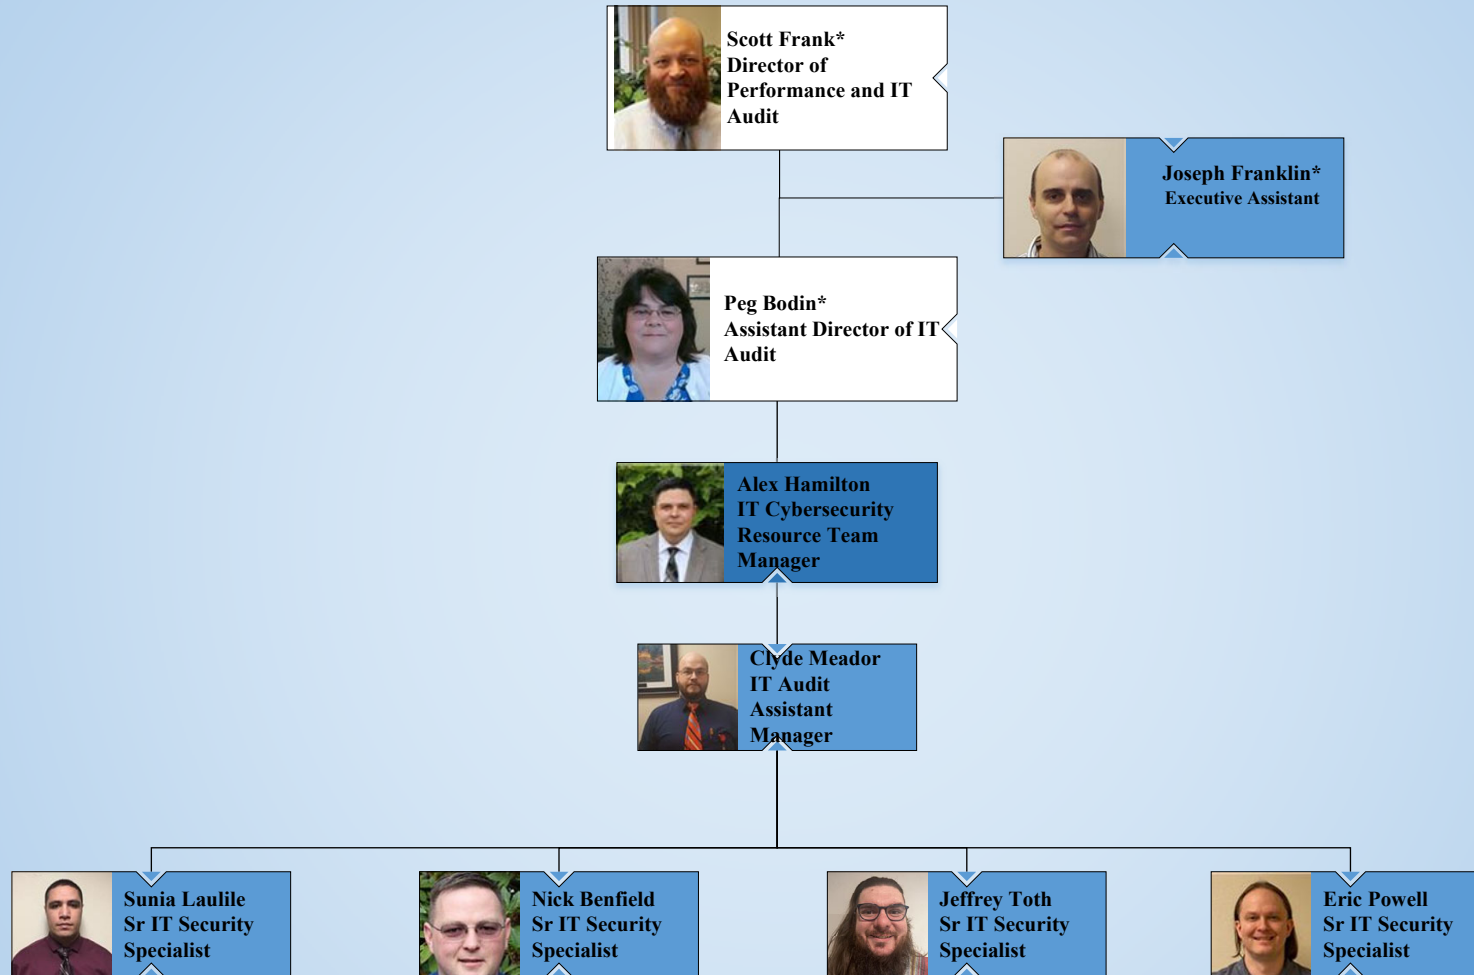 Scott Frank*
Director of
Performance and IT
Audit
Joseph Franklin*
Executive Assistant
Peg Bodin*
Assistant Director of IT
Audit
Alex Hamilton
IT Cybersecurity
Resource Team
Manager
Clyde Meador
IT Audit
Assistant
Manager
Sunia Laulile
Sr IT Security
Specialist
Nick Benfield
Sr IT Security
Specialist
Jeffrey Toth
Sr IT Security
Specialist
Eric Powell
Sr IT Security
Specialist